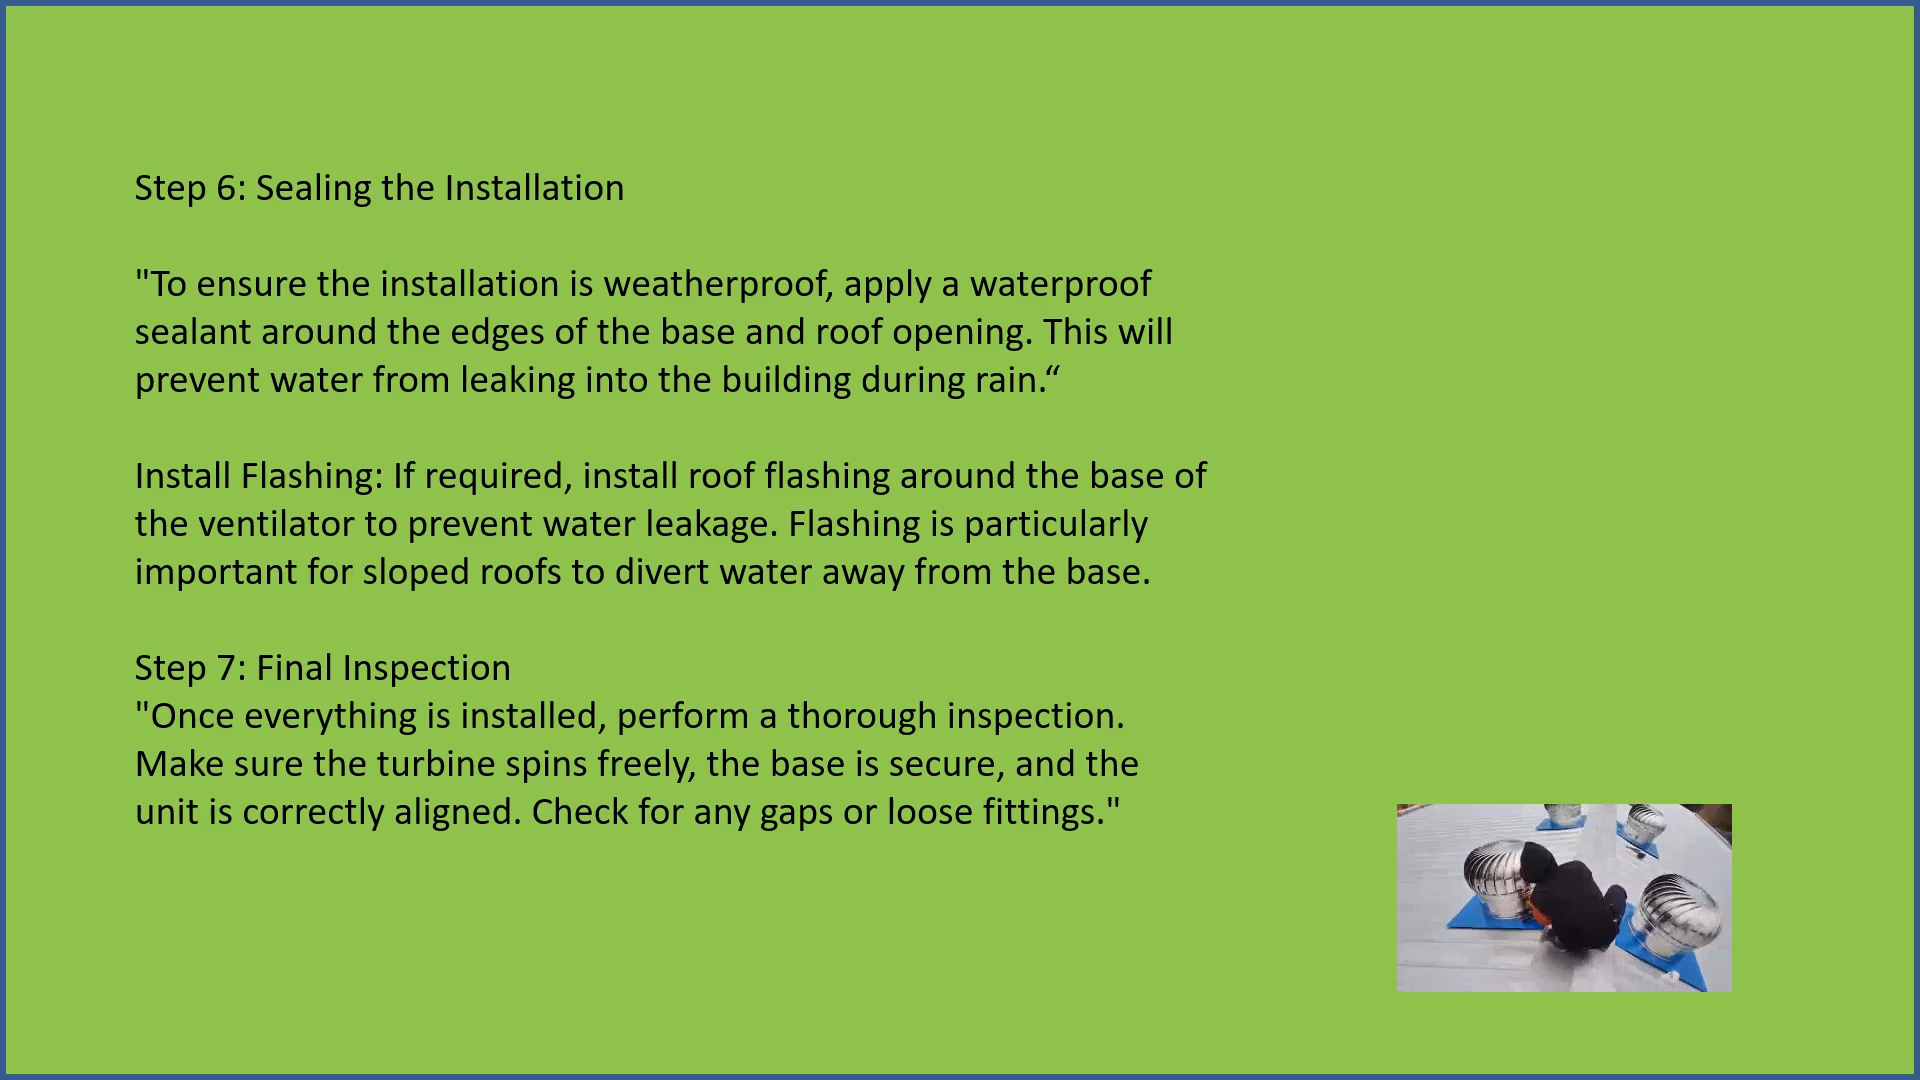 Step 6: Sealing the Installation
"To ensure the installation is weatherproof, apply a waterproof
sealant around the edges of the base and roof opening. This will
prevent water from leaking into the building during rain.“
Install Flashing: If required, install roof flashing around the base of
the ventilator to prevent water leakage. Flashing is particularly
important for sloped roofs to divert water away from the base.
Step 7: Final Inspection
"Once everything is installed, perform a thorough inspection.
Make sure the turbine spins freely, the base is secure, and the
unit is correctly aligned. Check for any gaps or loose fittings."